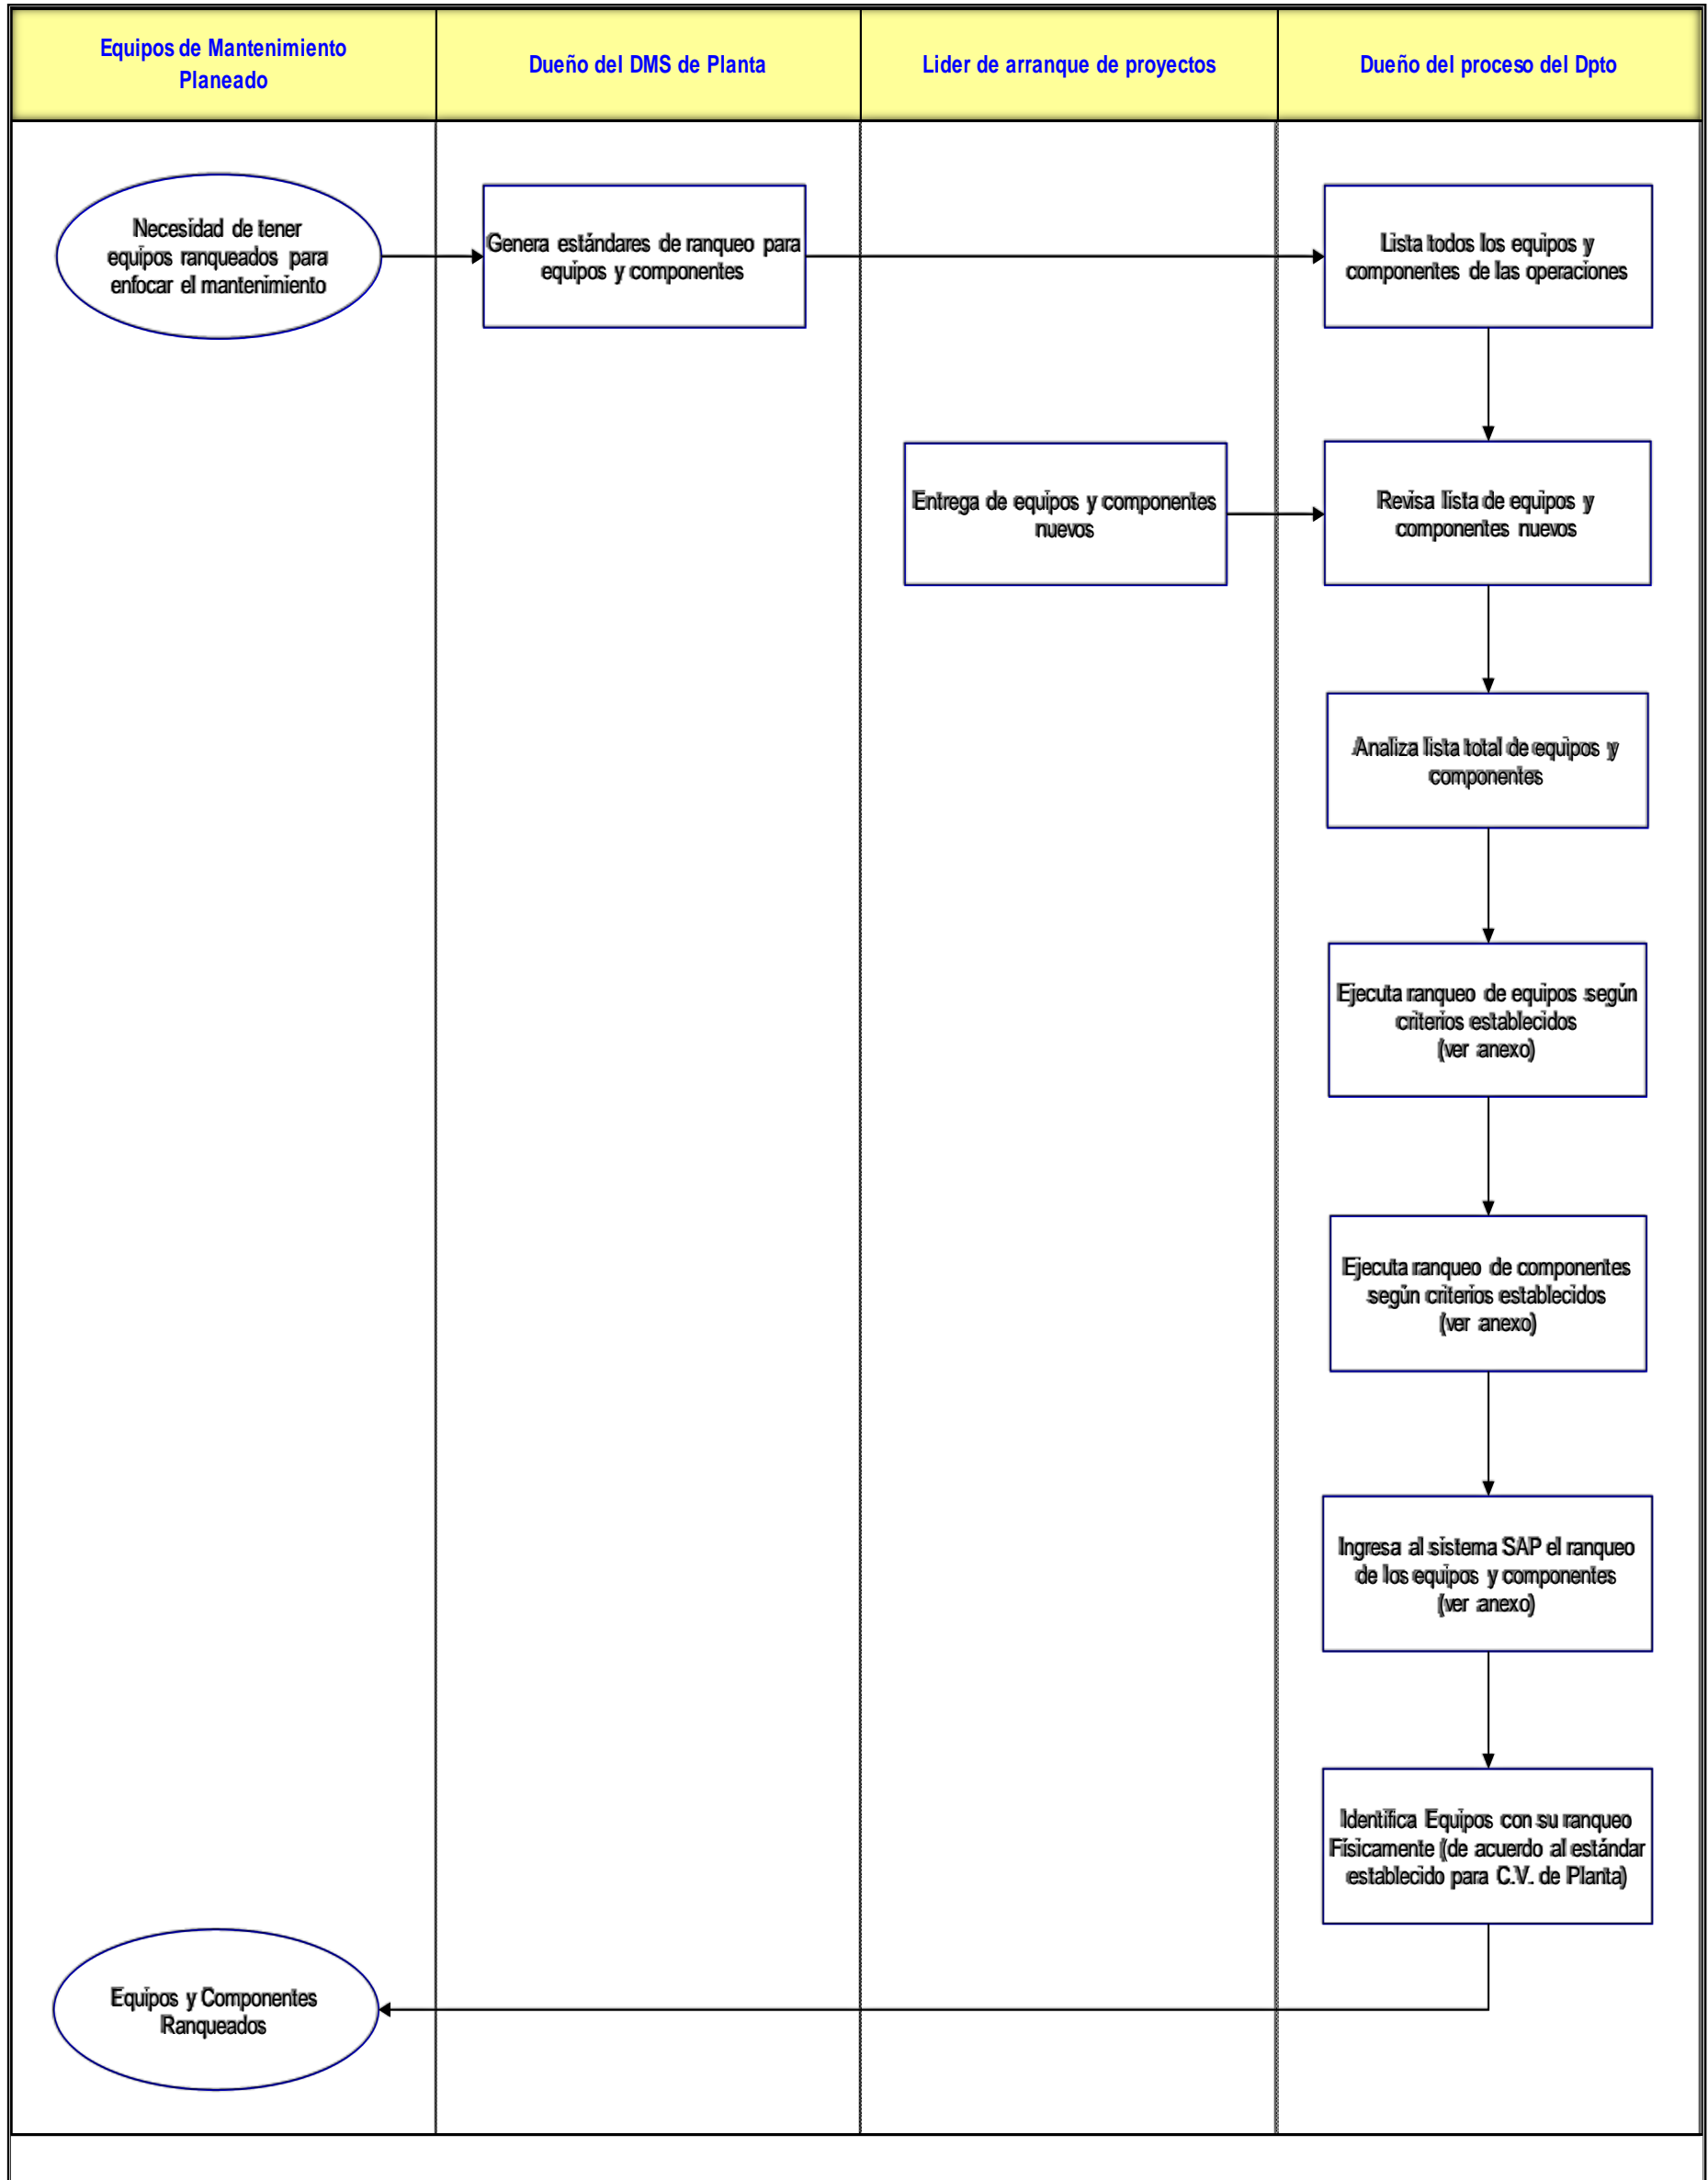 Equipos de Mantenimiento
Planeado
Dueño del DMS de Planta
Lider de arranque de proyectos
Dueño del proceso del Dpto
Necesidad de tener
equipos ranqueados para
enfocar el mantenimiento
Genera estándares de ranqueo para
equipos y componentes
Lista todos los equipos y
componentes de las operaciones
Entrega de equipos y componentes
nuevos
Revisa lista de equipos y
componentes nuevos
Analiza lista total de equipos y
componentes
Ejecuta ranqueo de equipos según
criterios establecidos
(ver anexo)
Ejecuta ranqueo de componentes
según criterios establecidos
(ver anexo)
Ingresa al sistema SAP el ranqueo
de los equipos y componentes
(ver anexo)
Identifica Equipos con su ranqueo
Físicamente (de acuerdo al estándar
establecido para C.V. de Planta)
Equipos y Componentes
Ranqueados